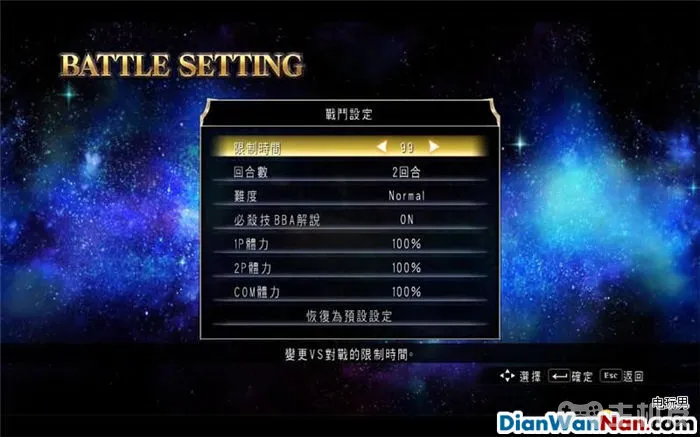 BATTLE SETTING
戰鬥設定
限制時間 99
回合數 2回合
難度 Normal
必殺技BBA解說 ON
1P體力 100%
2P體力 100%
COM體力 100%
恢復為預設設定
變更VS對戰的限制時間。
選擇 確定 Esc 返回
电玩男
DianWanNan.com